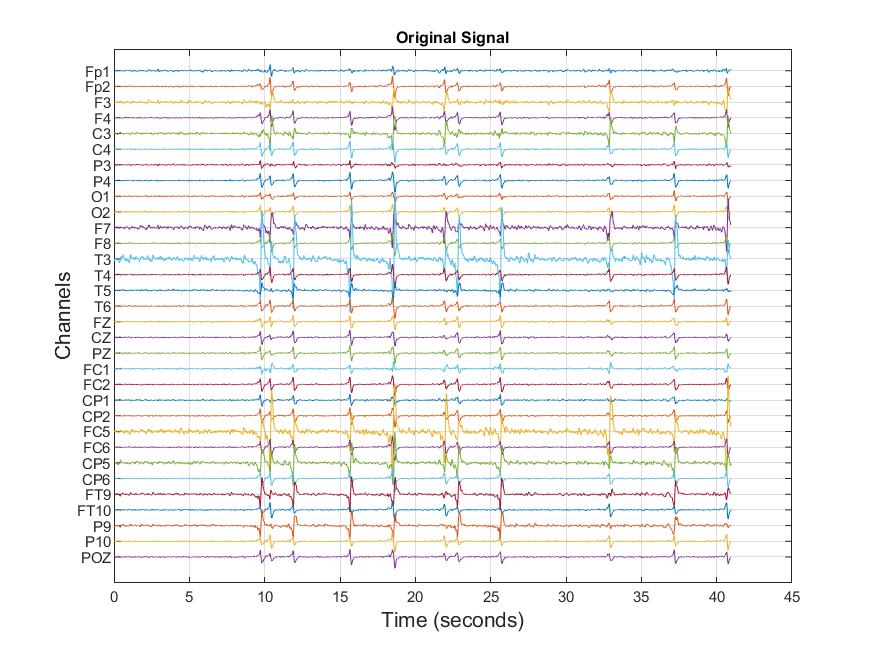 Original Signal
Fp1
Fp2
F3
F4
C3
C4
P3
P4
O1
O2
F7
F8
T3
T4
T5
T6
FZ
CZ
PZ
FC1
FC2
CP1
CP2
FC5
FC6
CP5
CP6
FT9
FT10
P9
P10
POZ
Channels
0 5 10 15 20 25 30 35 40 45
Time (seconds)